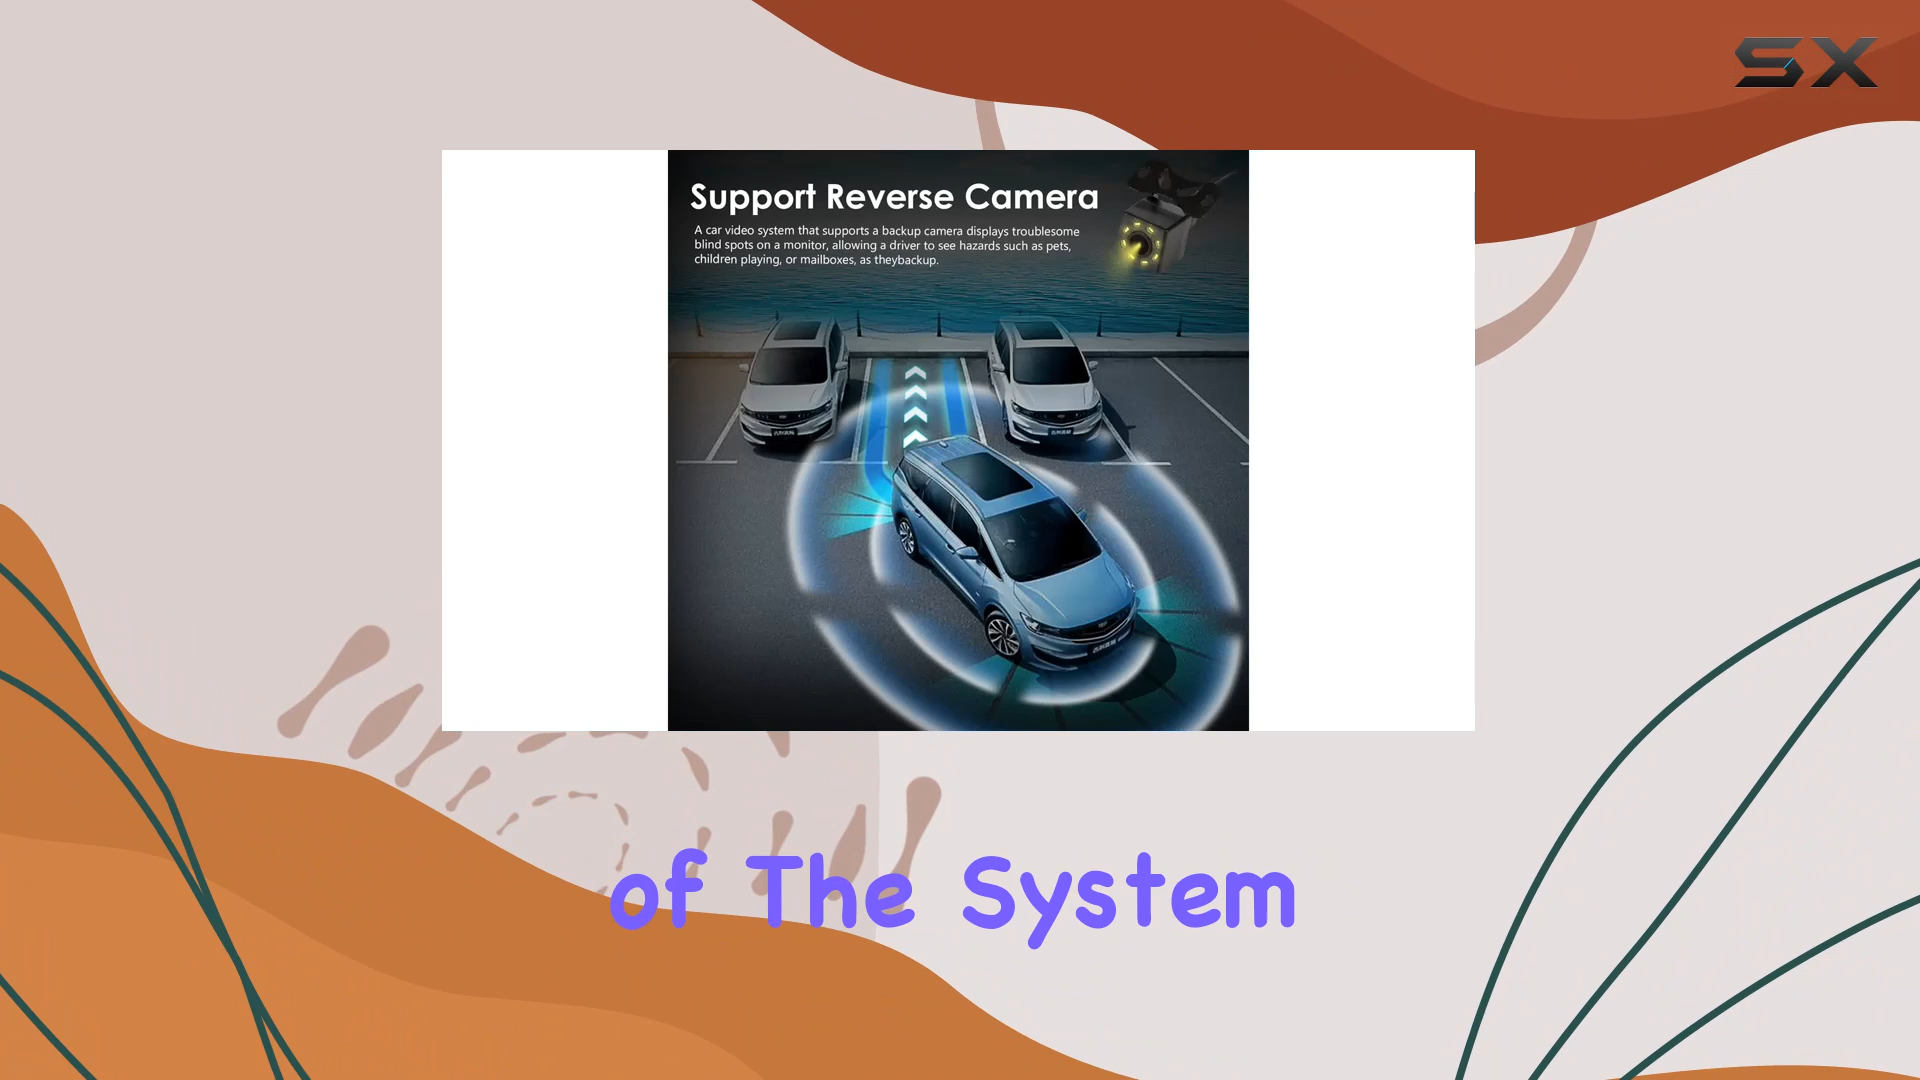 SX
Support Reverse Camera
A car video system that supports a backup camera displays troublesome
blind spots on a monitor, allowing a driver to see hazards such as pets,
children playing, or mailboxes, as theybackup.
of The System